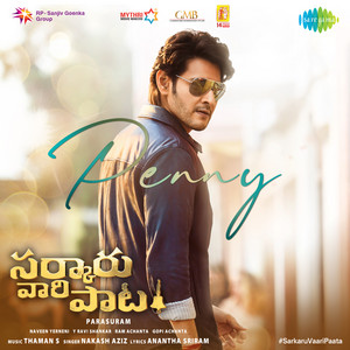 RP- Sanjiv Goenka
Group
MYTHRI
GMB
SAREGAMA
Penny
సర్కారు
వారి పాట
PARASURAM
NAVEEN YERNENI Y RAVI SHANKAR RAM ACHANTA GOPI ACHANTA
MUSIC THAMAN S SINGER NAKASH AZIZ LYRICS ANANTHA SRIRAM
#SarkaruVaariPaata